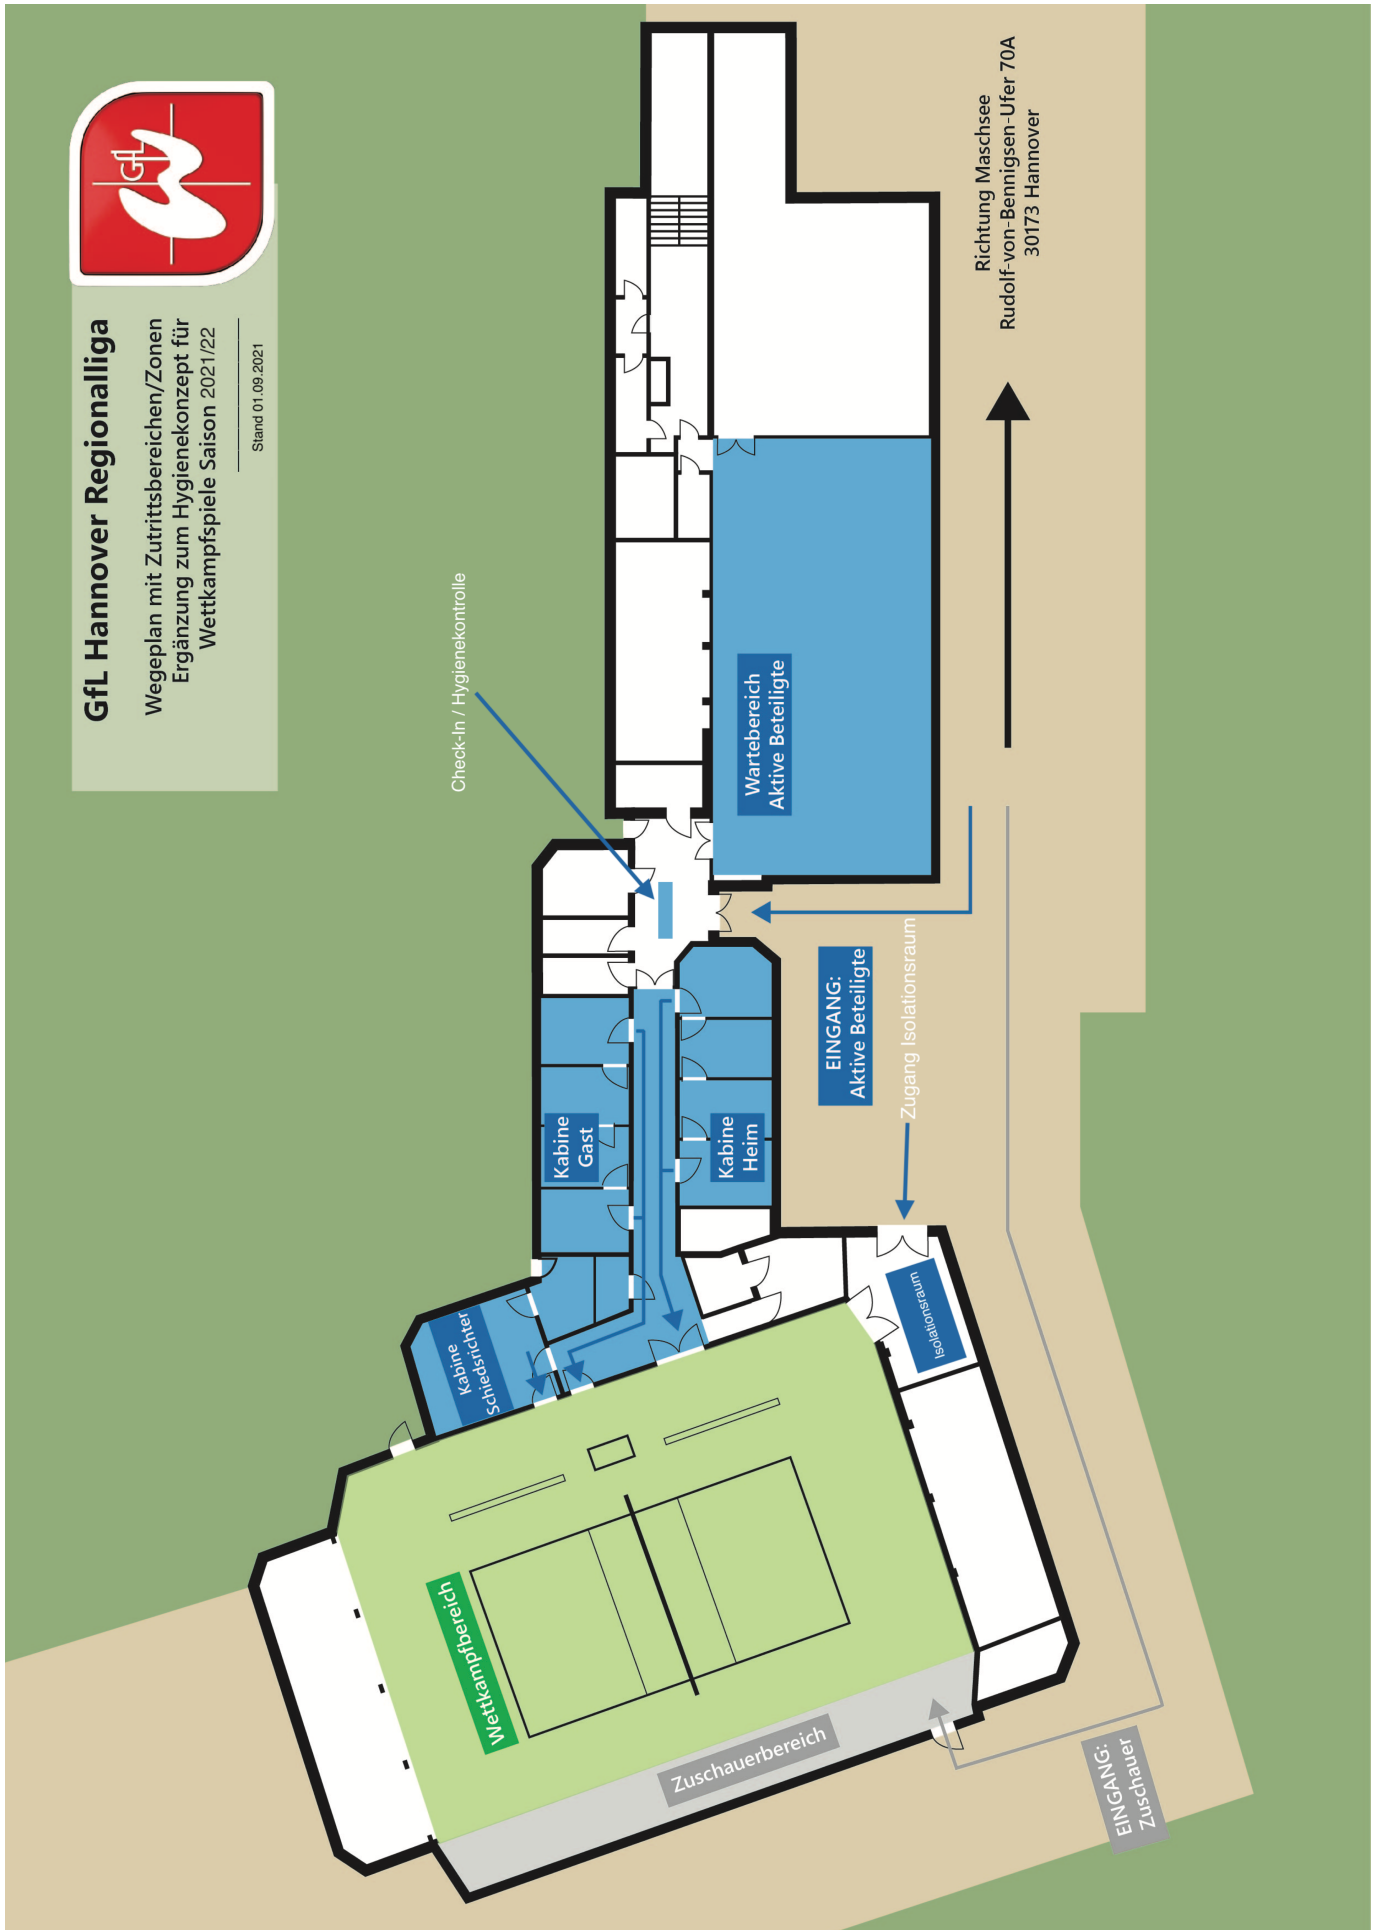 GfL
GfL Hannover Regionalliga
Wegeplan mit Zutrittsbereichen/Zonen
Ergänzung zum Hygienekonzept für
Wettkampfspiele Saison 2021/22
Stand 01.09.2021
Check-In / Hygienekontrolle
Richtung Maschsee
Rudolf-von-Bennigsen-Ufer 70A
30173 Hannover
Wartebereich
Aktive Beteiligte
EINGANG:
Aktive Beteiligte
Zugang Isolationsraum
Kabine
Gast
Kabine
Heim
Kabine
Schiedsrichter
Isolationsraum
Wettkampfbereich
Zuschauerbereich
EINGANG:
Zuschauer